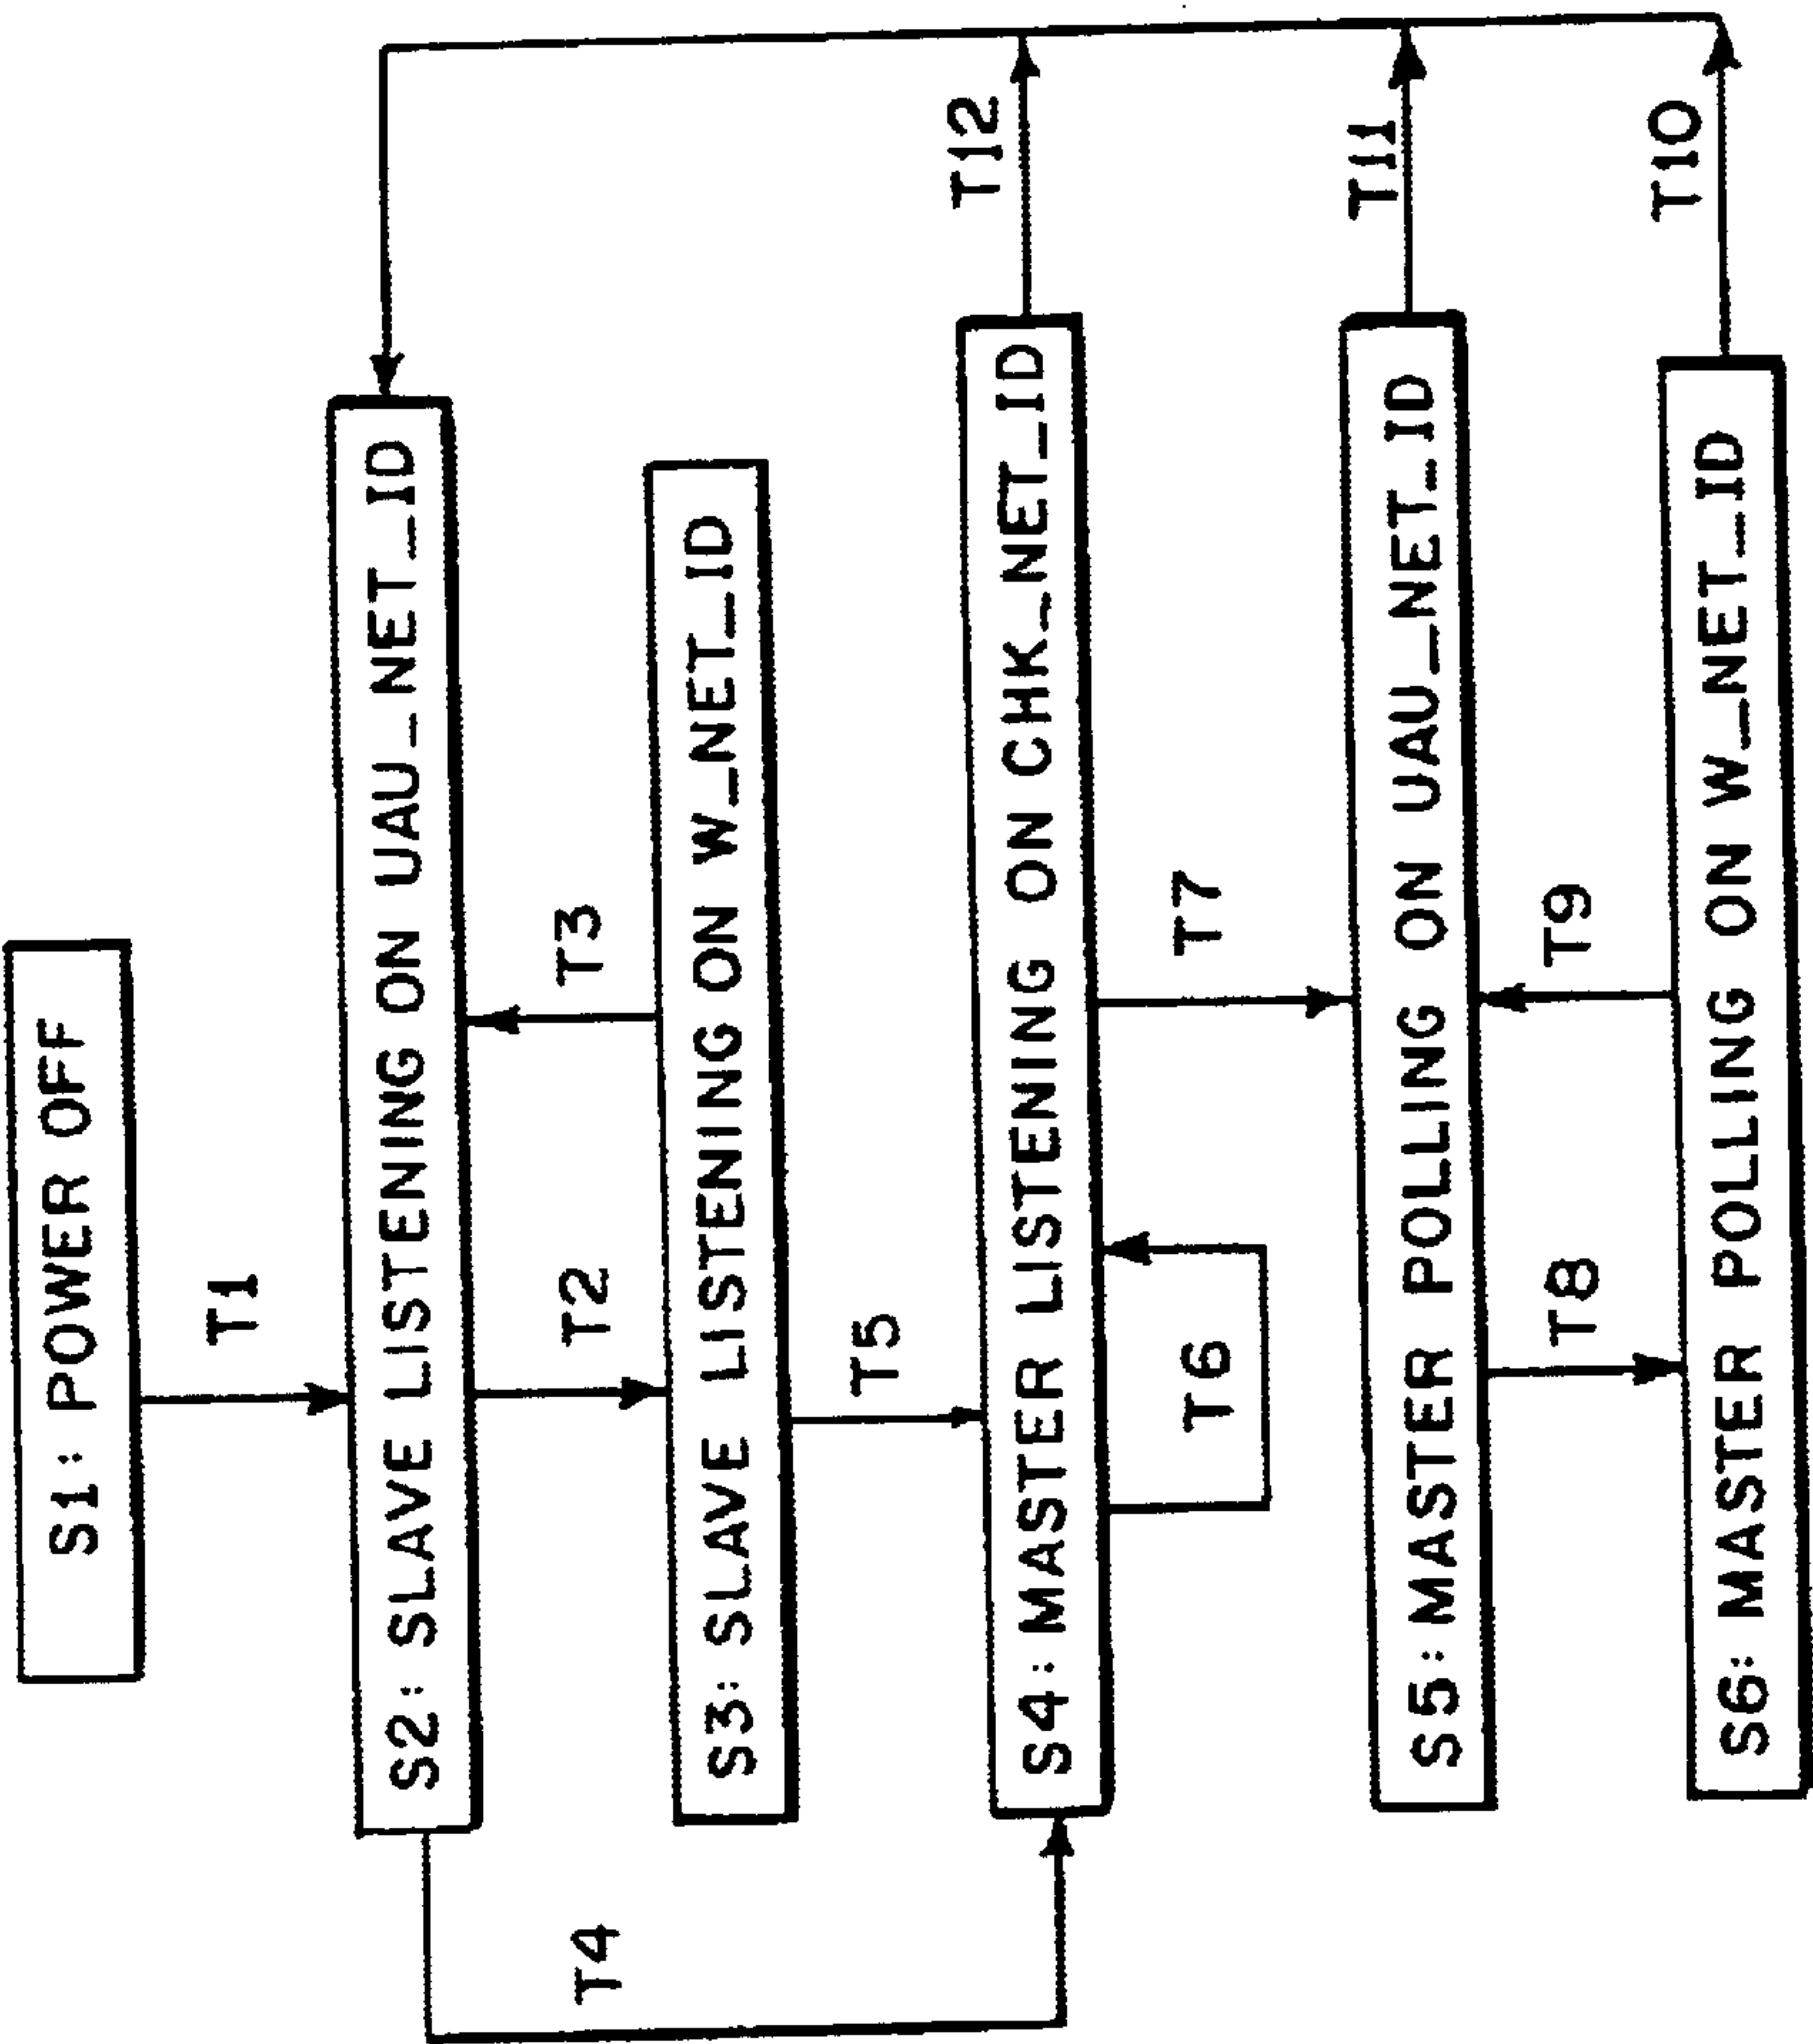 S1: POWER OFF
T1
S2: SLAVE LISTENING ON UAU_NET_ID
T4
T2
T3
S3: SLAVE LISTENING ON W_NET_ID
T5
T12
S4: MASTER LISTENING ON CHK_NET_ID
T6
T7
T11
S5: MASTER POLLING ON UAU_NET_ID
T8
T9
T10
S6: MASTER POLLING ON W_NET_ID